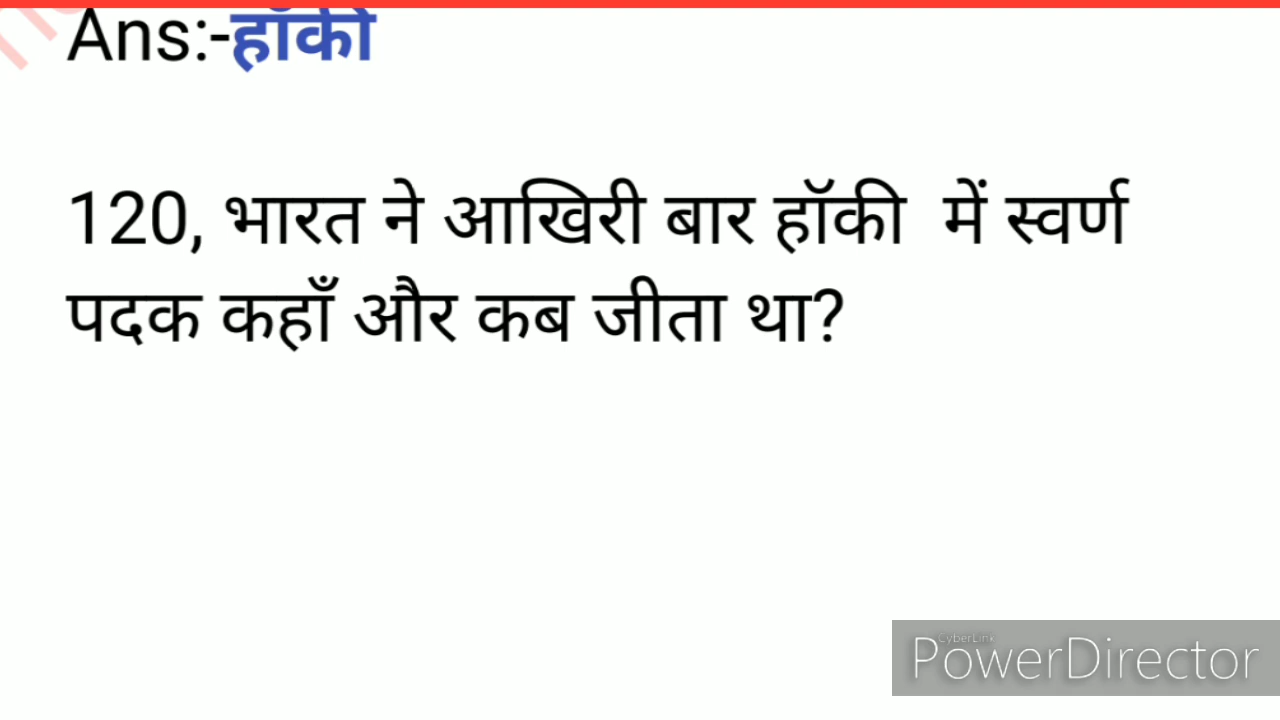 Ans:-हॉकी
120, भारत ने आखिरी बार हॉकी  में स्वर्ण
पदक कहाँ और कब जीता था?
CyberLink
PowerDirector